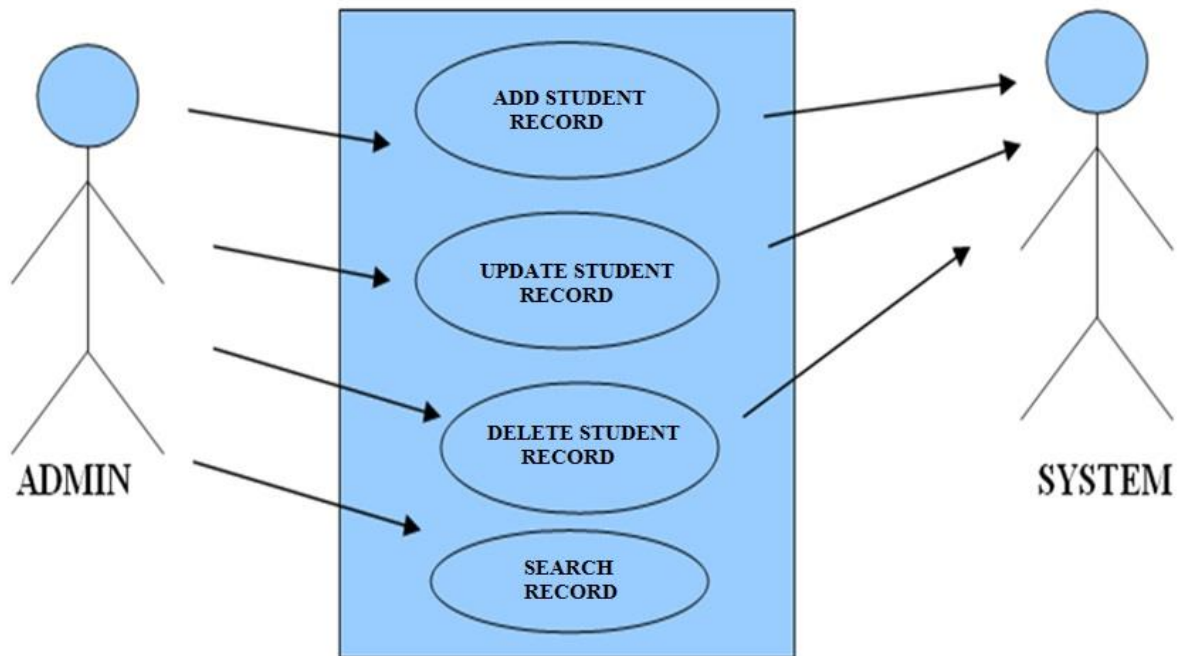 ADD STUDENT
RECORD
UPDATE STUDENT
RECORD
DELETE STUDENT
RECORD
SEARCH
RECORD
ADMIN
SYSTEM